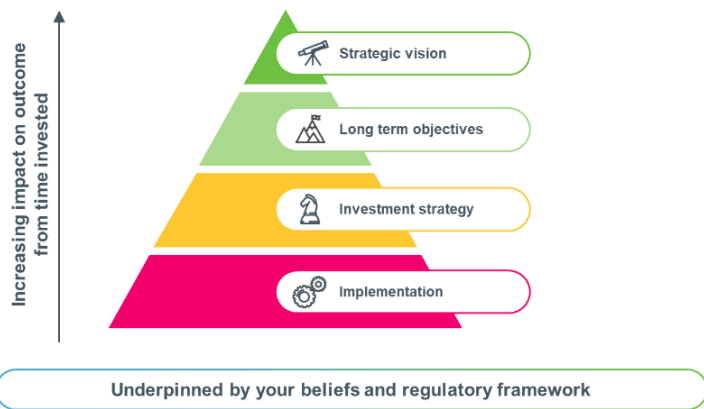 Increasing impact on outcome
from time invested
Strategic vision
Long term objectives
Investment strategy
Implementation
Underpinned by your beliefs and regulatory framework